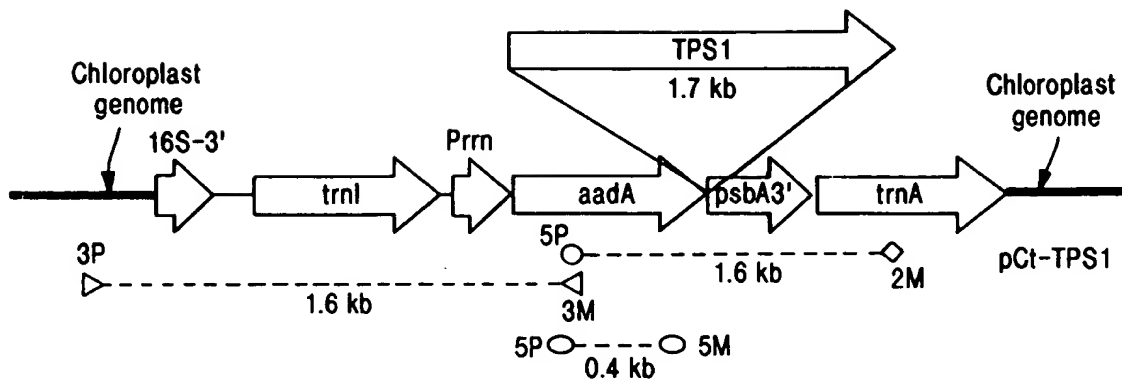 TPS1
1.7 kb
Chloroplast
genome
Chloroplast
genome
16S-3'
Prrn
trnI
aadA
psbA3'
trnA
3P
1.6 kb
3M
5P
1.6 kb
2M
pCt-TPS1
5P
0.4 kb
5M